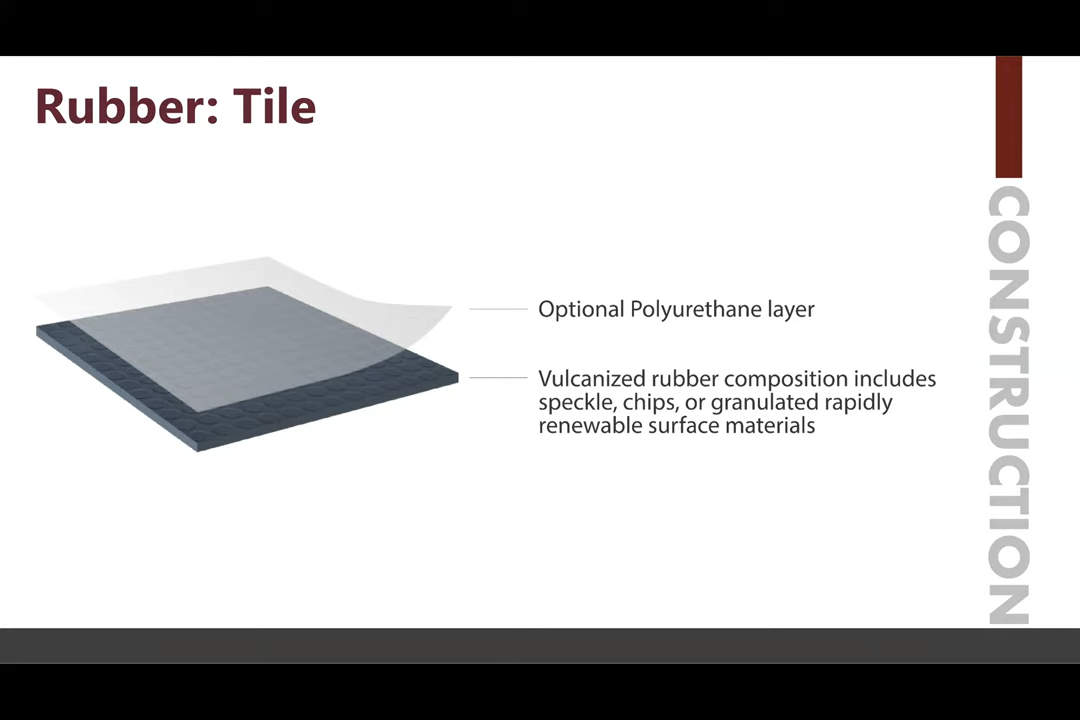 Rubber: Tile
Optional Polyurethane layer
Vulcanized rubber composition includes
speckle, chips, or granulated rapidly
renewable surface materials
CONSTRUCTION